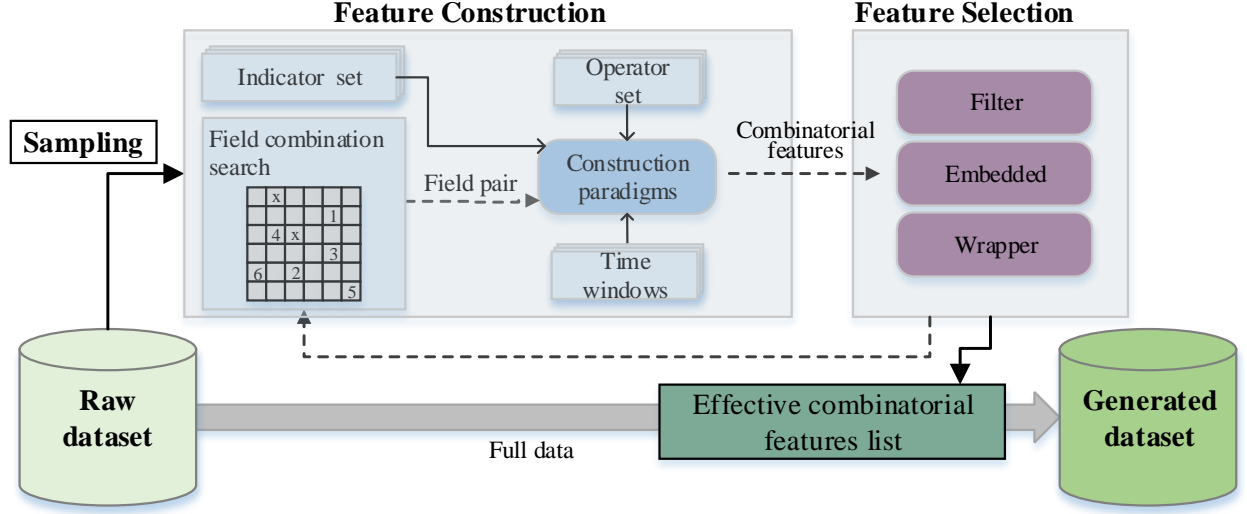 Feature Construction
Feature Selection
Indicator set
Operator
set
Filter
Sampling
Field combination
search
Combinatorial
features
Construction
paradigms
Field pair
Embedded
x
1
4 x
3
6 2
5
Wrapper
Time
windows
Raw
dataset
Effective combinatorial
features list
Generated
dataset
Full data